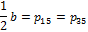 1/2 b = p₁₅ = p₃₅